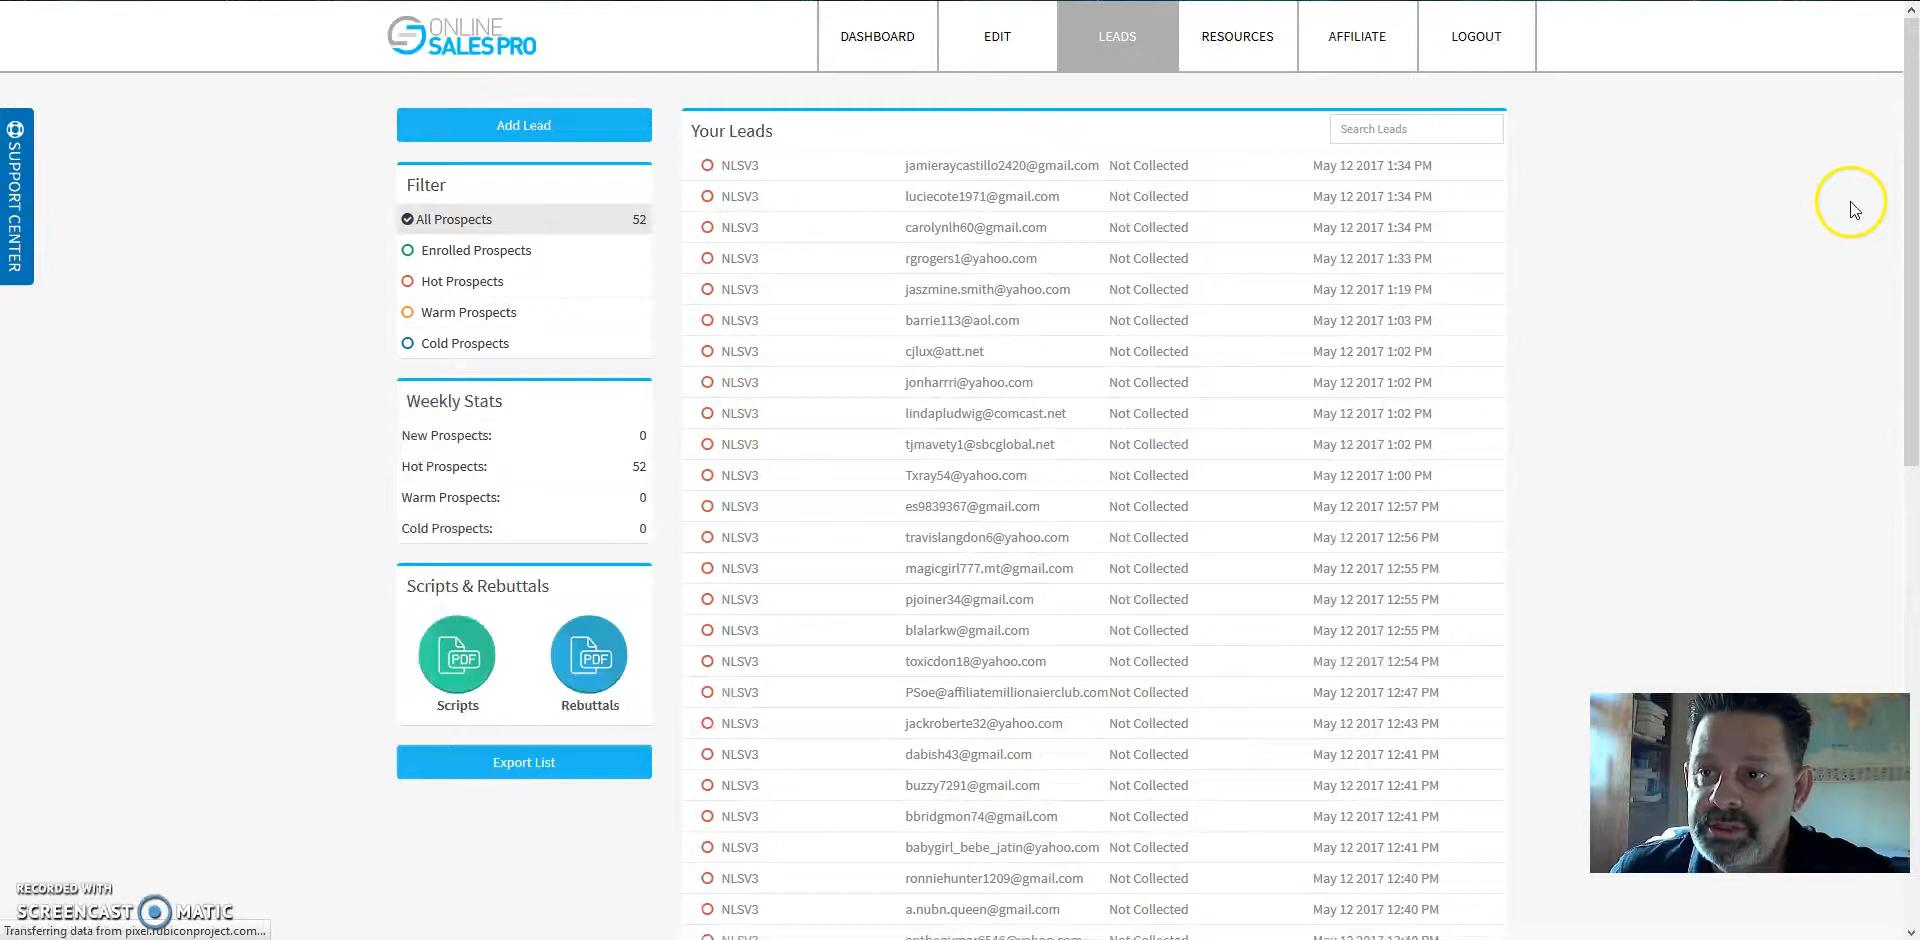 ONLINE
SALES PRO
DASHBOARD
EDIT
LEADS
RESOURCES
AFFILIATE
LOGOUT
SUPPORT CENTER
Add Lead
Filter
All Prospects 52
Enrolled Prospects
Hot Prospects
Warm Prospects
Cold Prospects
Weekly Stats
New Prospects: 0
Hot Prospects: 52
Warm Prospects: 0
Cold Prospects: 0
Scripts & Rebuttals
PDF PDF
Scripts Rebuttals
Export List
Your Leads Search Leads
NLSV3 jamieraycastillo2420@gmail.com Not Collected May 12 2017 1:34 PM
NLSV3 luciecote1971@gmail.com Not Collected May 12 2017 1:34 PM
NLSV3 carolynlh60@gmail.com Not Collected May 12 2017 1:34 PM
NLSV3 rgrogers1@yahoo.com Not Collected May 12 2017 1:33 PM
NLSV3 jaszmine.smith@yahoo.com Not Collected May 12 2017 1:19 PM
NLSV3 barrie113@aol.com Not Collected May 12 2017 1:03 PM
NLSV3 cjlux@att.net Not Collected May 12 2017 1:02 PM
NLSV3 jonharrri@yahoo.com Not Collected May 12 2017 1:02 PM
NLSV3 lindapludwig@comcast.net Not Collected May 12 2017 1:02 PM
NLSV3 tjmavety1@sbcglobal.net Not Collected May 12 2017 1:02 PM
NLSV3 Txray54@yahoo.com Not Collected May 12 2017 1:00 PM
NLSV3 es9839367@gmail.com Not Collected May 12 2017 12:57 PM
NLSV3 travislangdon6@yahoo.com Not Collected May 12 2017 12:56 PM
NLSV3 magicgirl777.mt@gmail.com Not Collected May 12 2017 12:55 PM
NLSV3 pjoiner34@gmail.com Not Collected May 12 2017 12:55 PM
NLSV3 blalarkw@gmail.com Not Collected May 12 2017 12:55 PM
NLSV3 toxicdon18@yahoo.com Not Collected May 12 2017 12:54 PM
NLSV3 PSoe@affiliatemillionaierclub.com Not Collected May 12 2017 12:47 PM
NLSV3 jackroberte32@yahoo.com Not Collected May 12 2017 12:43 PM
NLSV3 dabish43@gmail.com Not Collected May 12 2017 12:41 PM
NLSV3 buzzy7291@gmail.com Not Collected May 12 2017 12:41 PM
NLSV3 bbridgmon74@gmail.com Not Collected May 12 2017 12:41 PM
NLSV3 babygirl_bebe_jatin@yahoo.com Not Collected May 12 2017 12:41 PM
NLSV3 ronniehunter1209@gmail.com Not Collected May 12 2017 12:40 PM
NLSV3 a.nubn.queen@gmail.com Not Collected May 12 2017 12:40 PM
RECORDED WITH
SCREENCAST MATIC
Transferring data from pixel.rubiconproject.com...